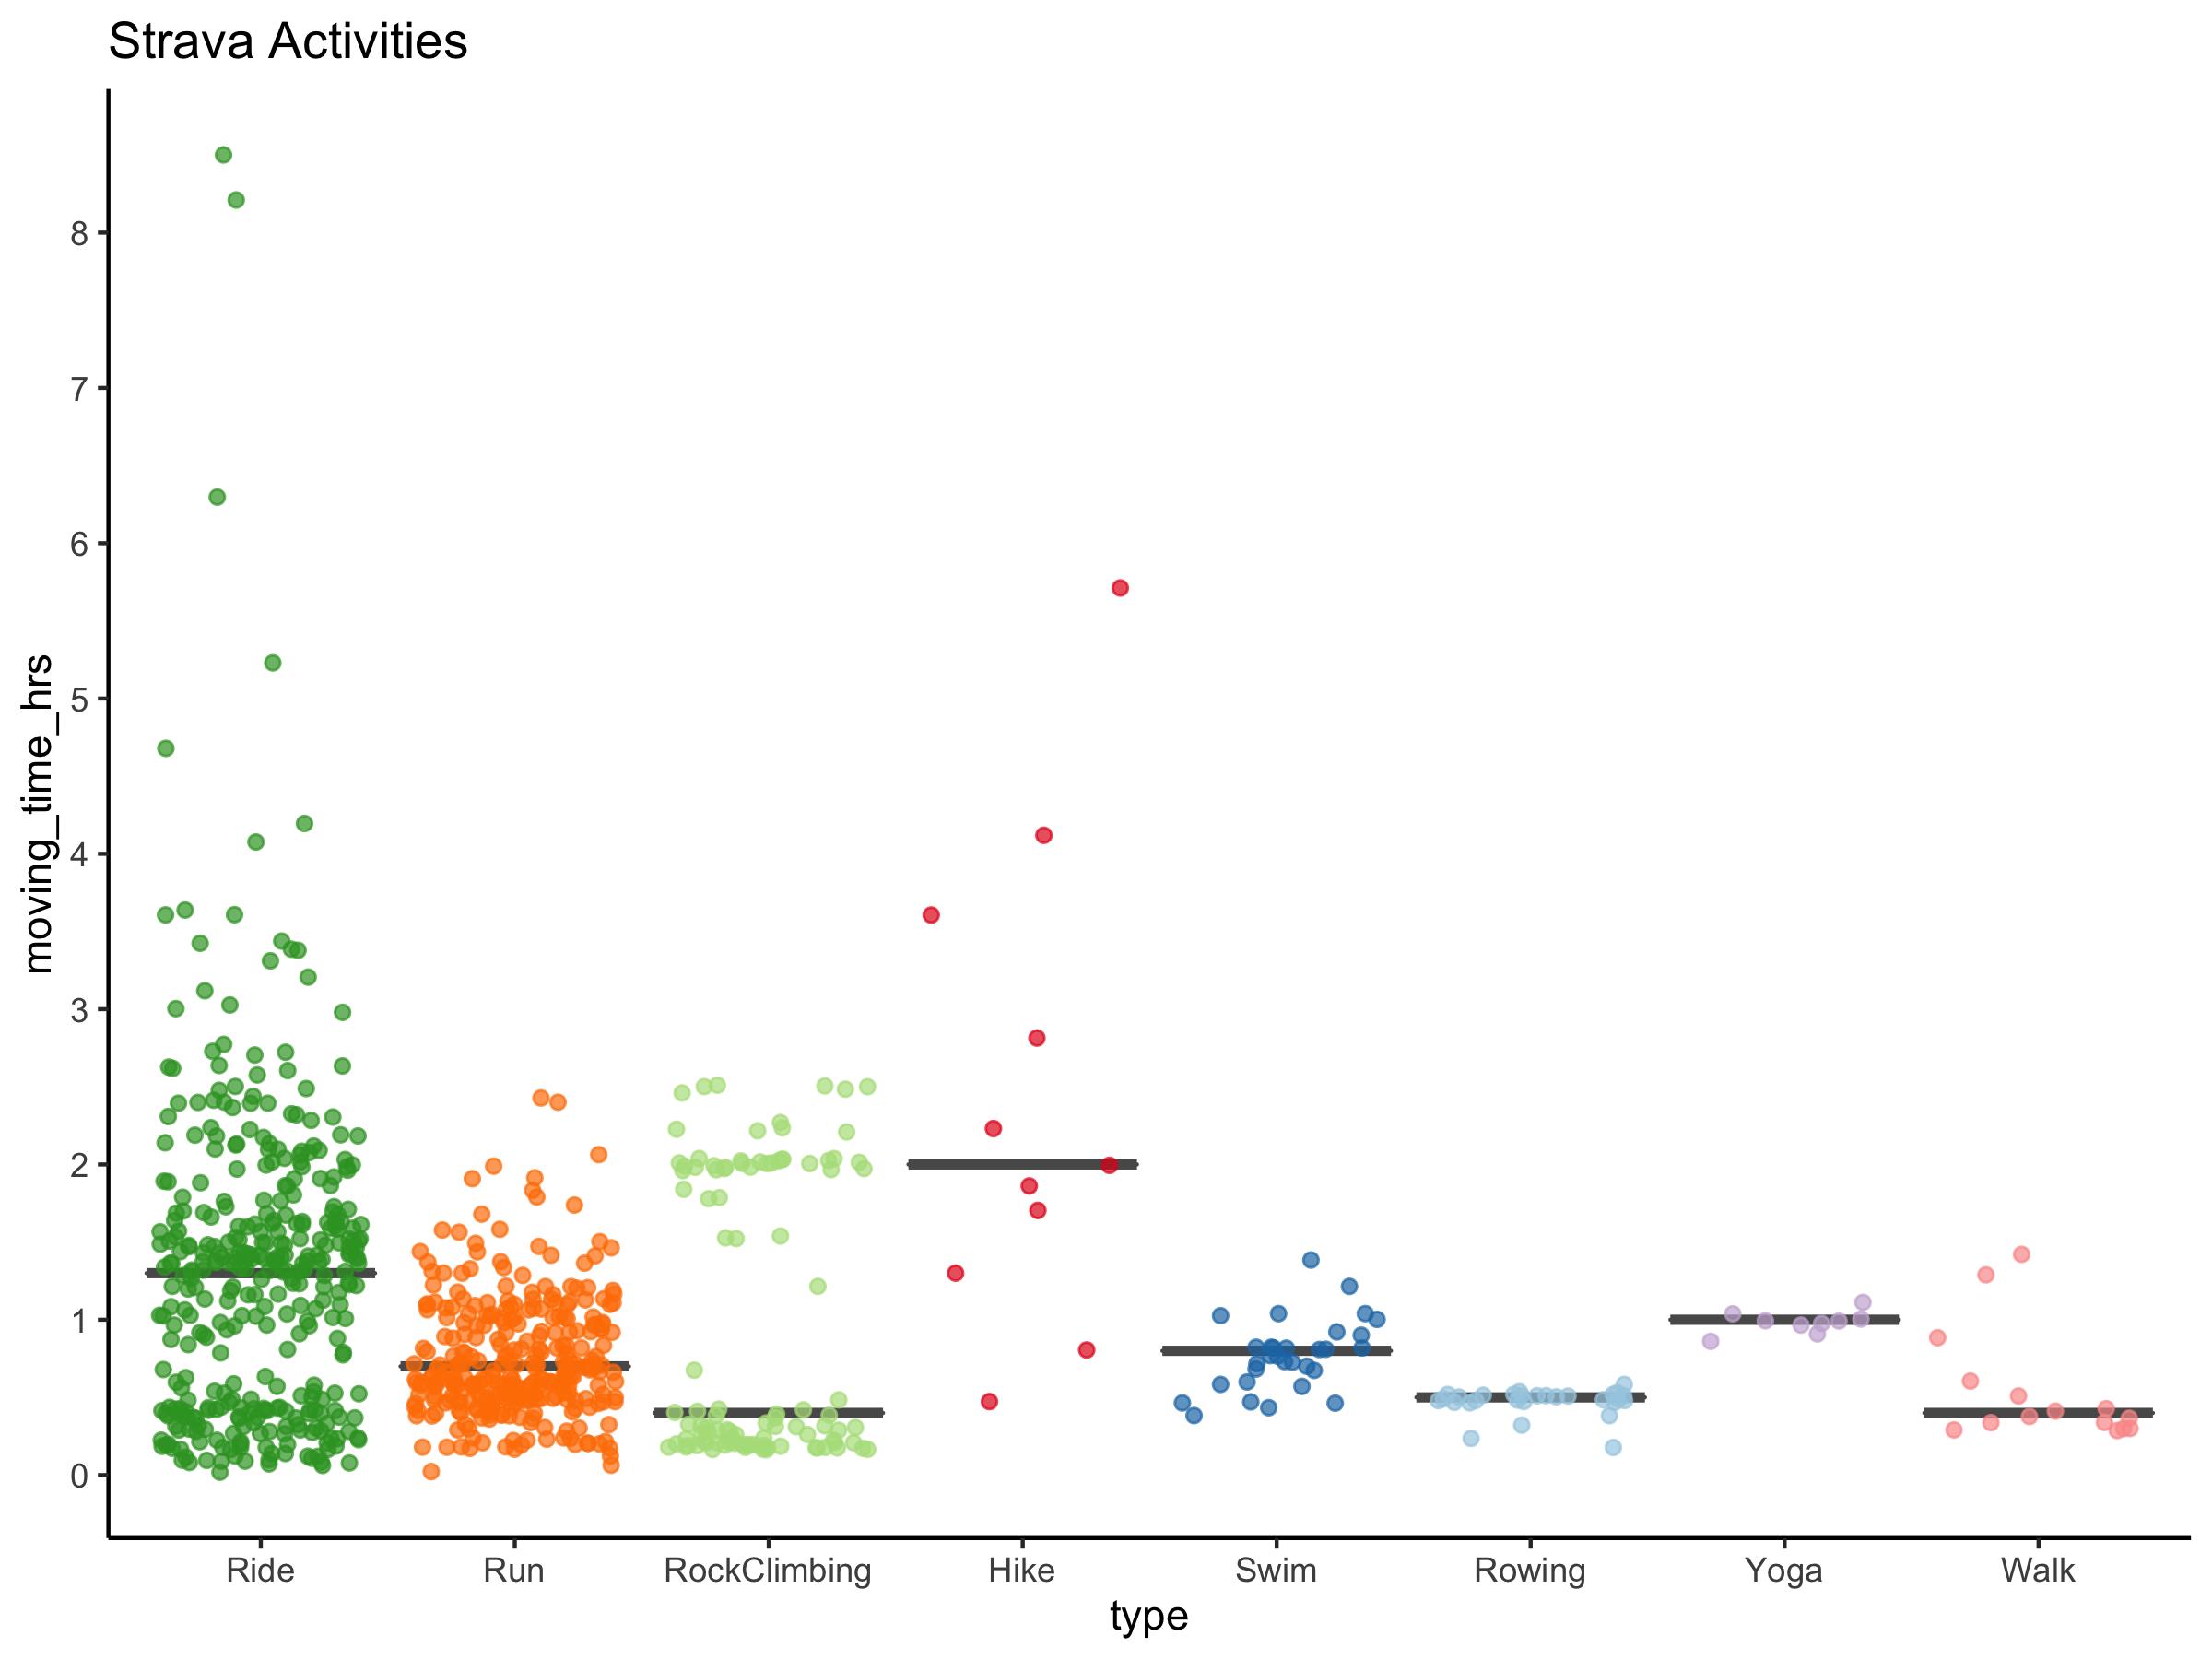 Strava Activities
moving_time_hrs
8
7
6
5
4
3
2
1
0
Ride Run RockClimbing Hike Swim Rowing Yoga Walk
type